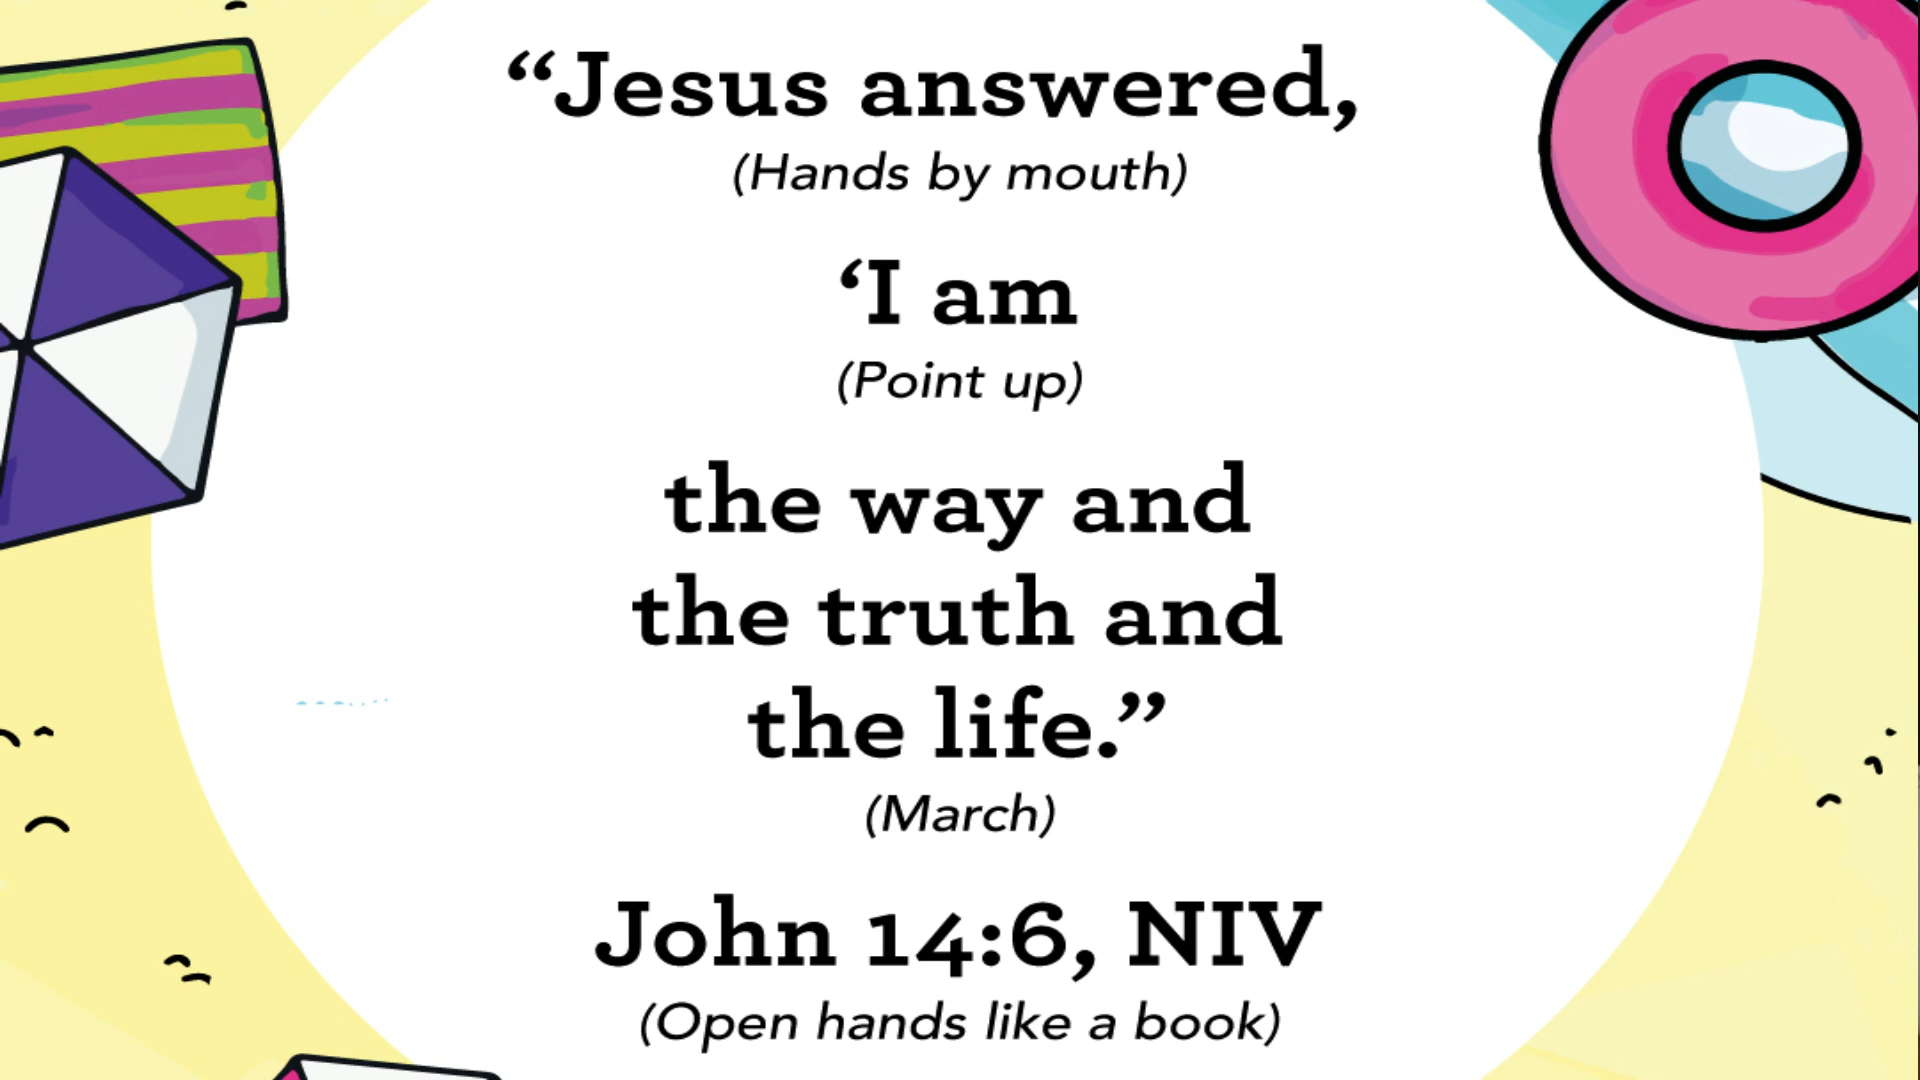 “Jesus answered,
(Hands by mouth)
‘I am
(Point up)
the way and
the truth and
the life.”
(March)
John 14:6, NIV
(Open hands like a book)